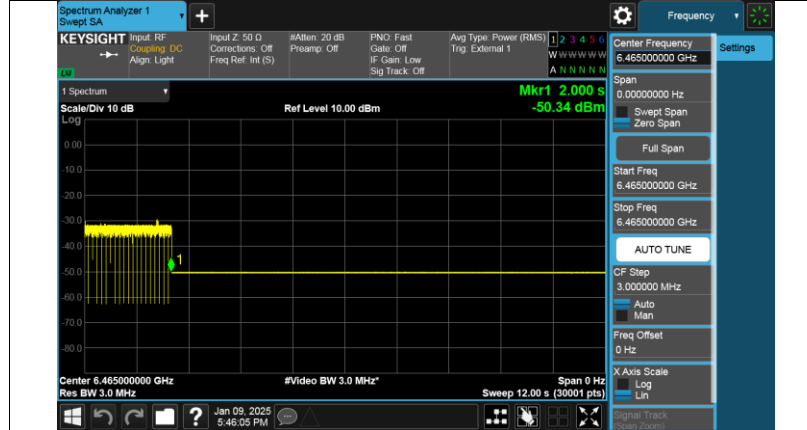 Spectrum Analyzer 1
Swept SA
+
Frequency
KEYSIGHT
Input: RF
Coupling: DC
Align: Light
Input Z: 50 Ω
Corrections: Off
Freq Ref: Int (S)
#Atten: 20 dB
Preamp: Off
PNO: Fast
Gate: Off
IF Gain: Low
Sig Track: Off
Avg Type: Power (RMS)
Trig: External 1
1 2 3 4 5 6
W W W W W W
A N N N N N
LXI
1 Spectrum
Scale/Div 10 dB
Ref Level 10.00 dBm
Mkr1 2.000 s
-50.34 dBm
Log
0.00
-10.0
-20.0
-30.0
-40.0
-50.0
-60.0
-70.0
-80.0
1
Center 6.465000000 GHz
Res BW 3.0 MHz
#Video BW 3.0 MHz*
Span 0 Hz
Sweep 12.00 s (30001 pts)
?
Jan 09, 2025
5:46:05 PM
Settings
Center Frequency
6.465000000 GHz
Span
0.00000000 Hz
Swept Span
Zero Span
Full Span
Start Freq
6.465000000 GHz
Stop Freq
6.465000000 GHz
AUTO TUNE
CF Step
3.000000 MHz
Auto
Man
Freq Offset
0 Hz
X Axis Scale
Log
Lin
Signal Track
(Span Zoom)